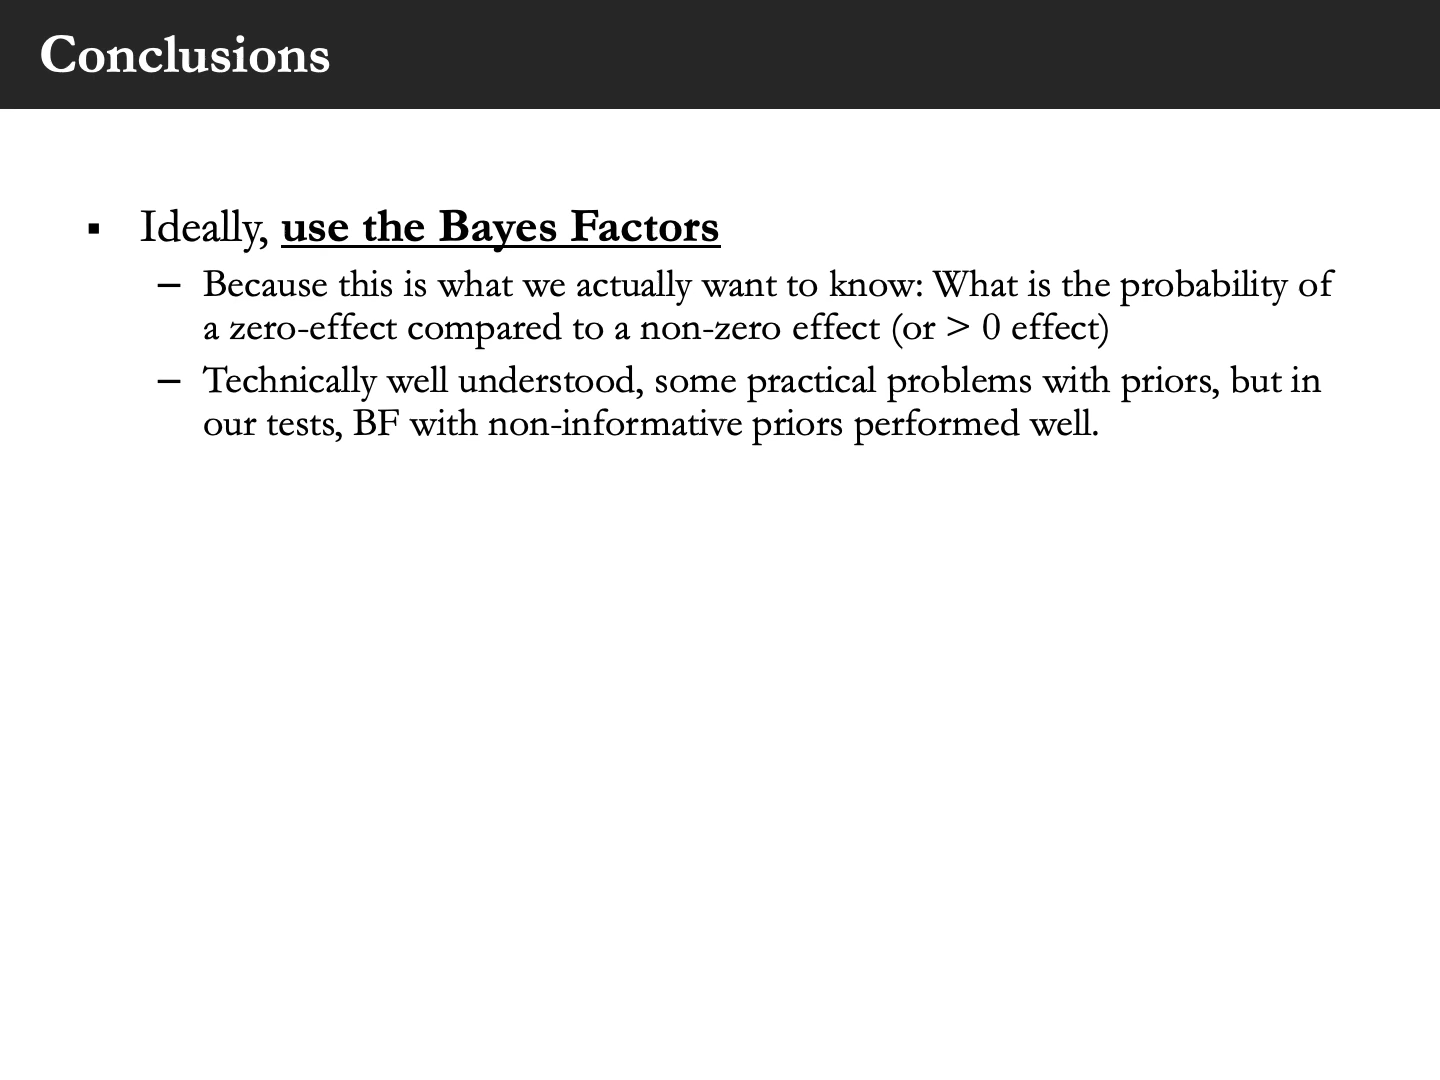 Conclusions
▪ Ideally, use the Bayes Factors
– Because this is what we actually want to know: What is the probability of
a zero-effect compared to a non-zero effect (or > 0 effect)
– Technically well understood, some practical problems with priors, but in
our tests, BF with non-informative priors performed well.